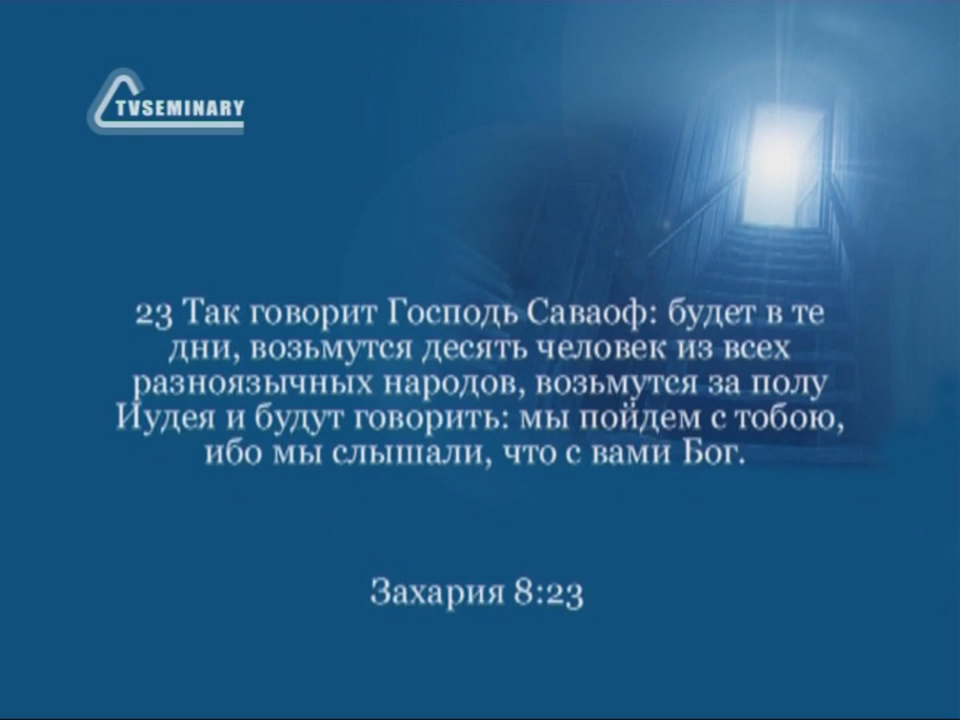 TVSEMINARY
23 Так говорит Господь Саваоф: будет в те
дни, возьмутся десять человек из всех
разноязычных народов, возьмутся за полу
Иудея и будут говорить: мы пойдем с тобою,
ибо мы слышали, что с вами Бог.
Захария 8:23